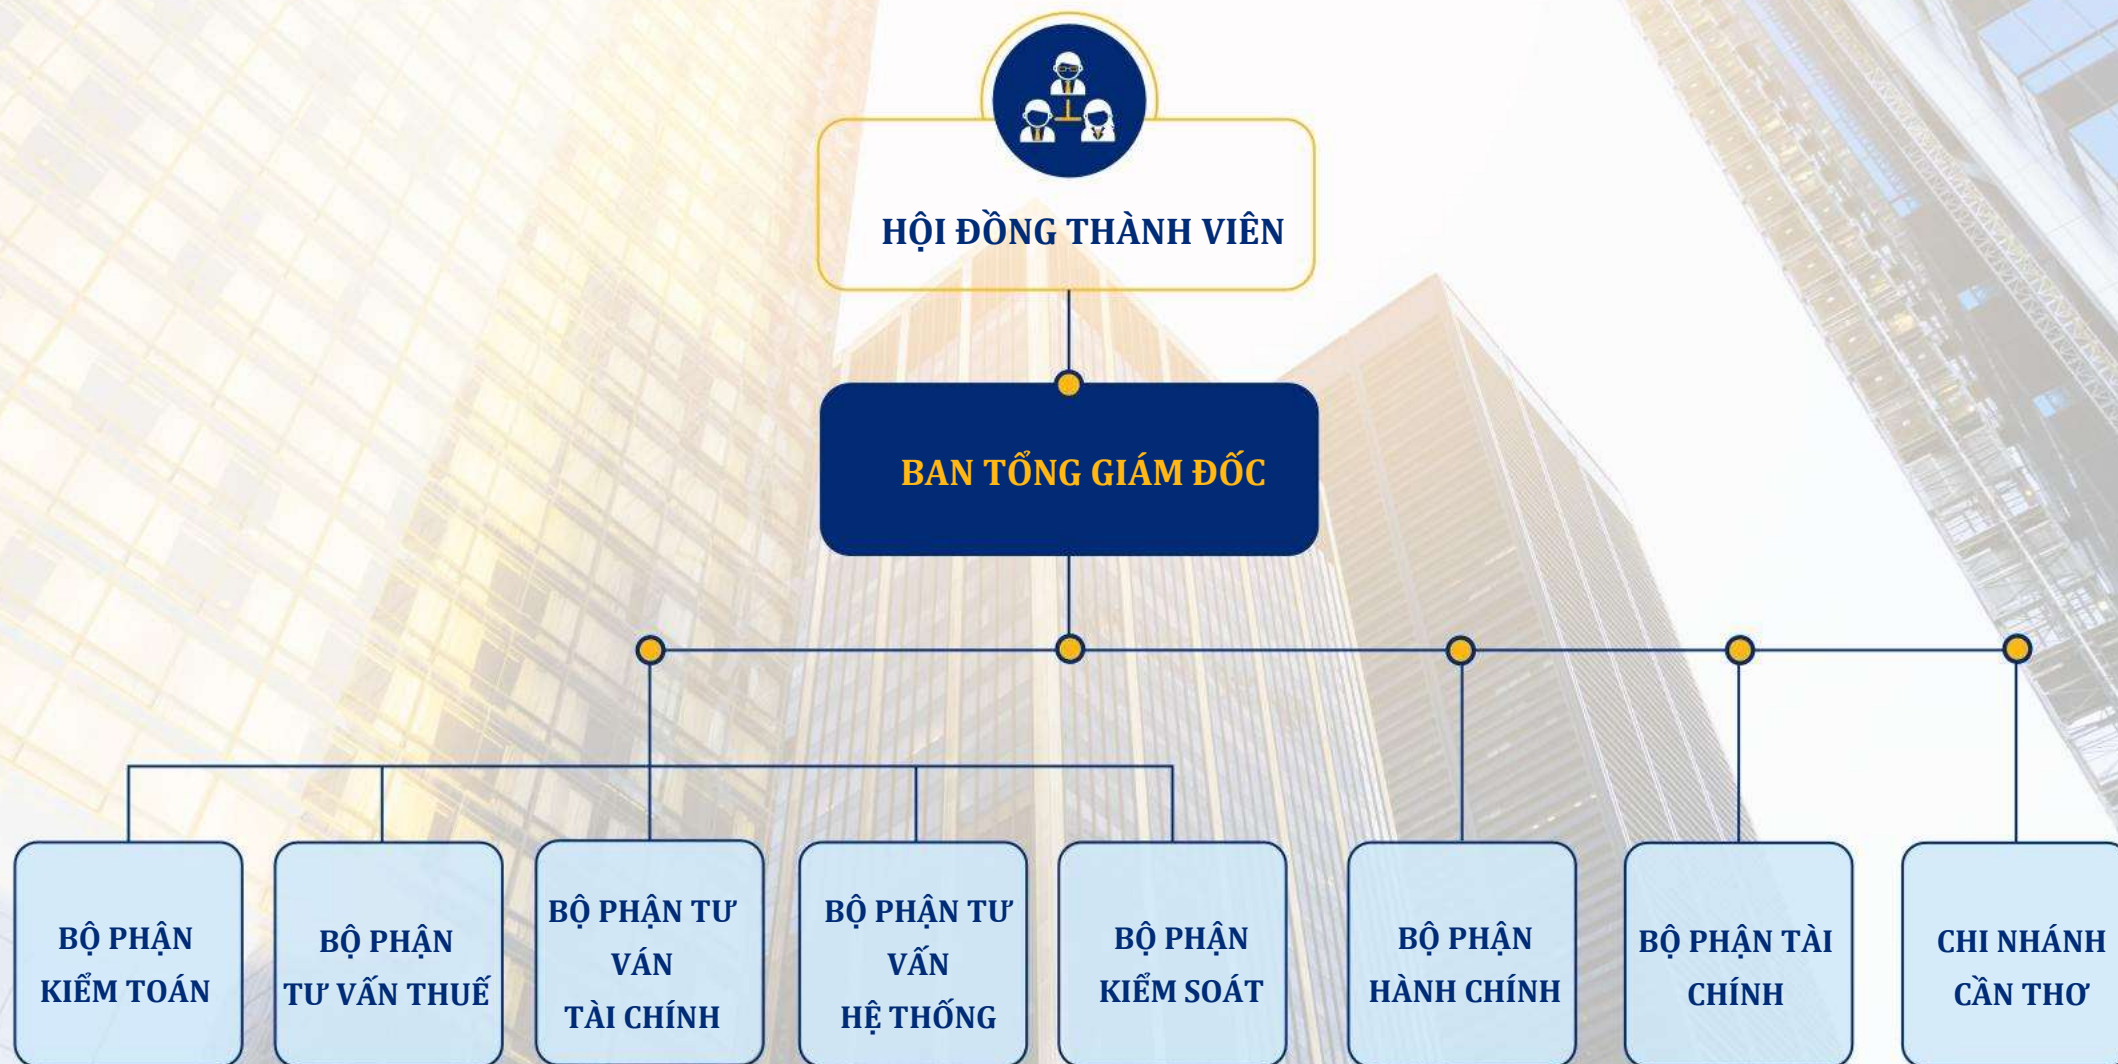 HỘI ĐỒNG THÀNH VIÊN
BAN TỔNG GIÁM ĐỐC
BỘ PHẬN
KIỂM TOÁN
BỘ PHẬN
TƯ VẤN THUẾ
BỘ PHẬN TƯ
VÁN
TÀI CHÍNH
BỘ PHẬN TƯ
VẤN
HỆ THỐNG
BỘ PHẬN
KIỂM SOÁT
BỘ PHẬN
HÀNH CHÍNH
BỘ PHẬN TÀI
CHÍNH
CHI NHÁNH
CẦN THƠ